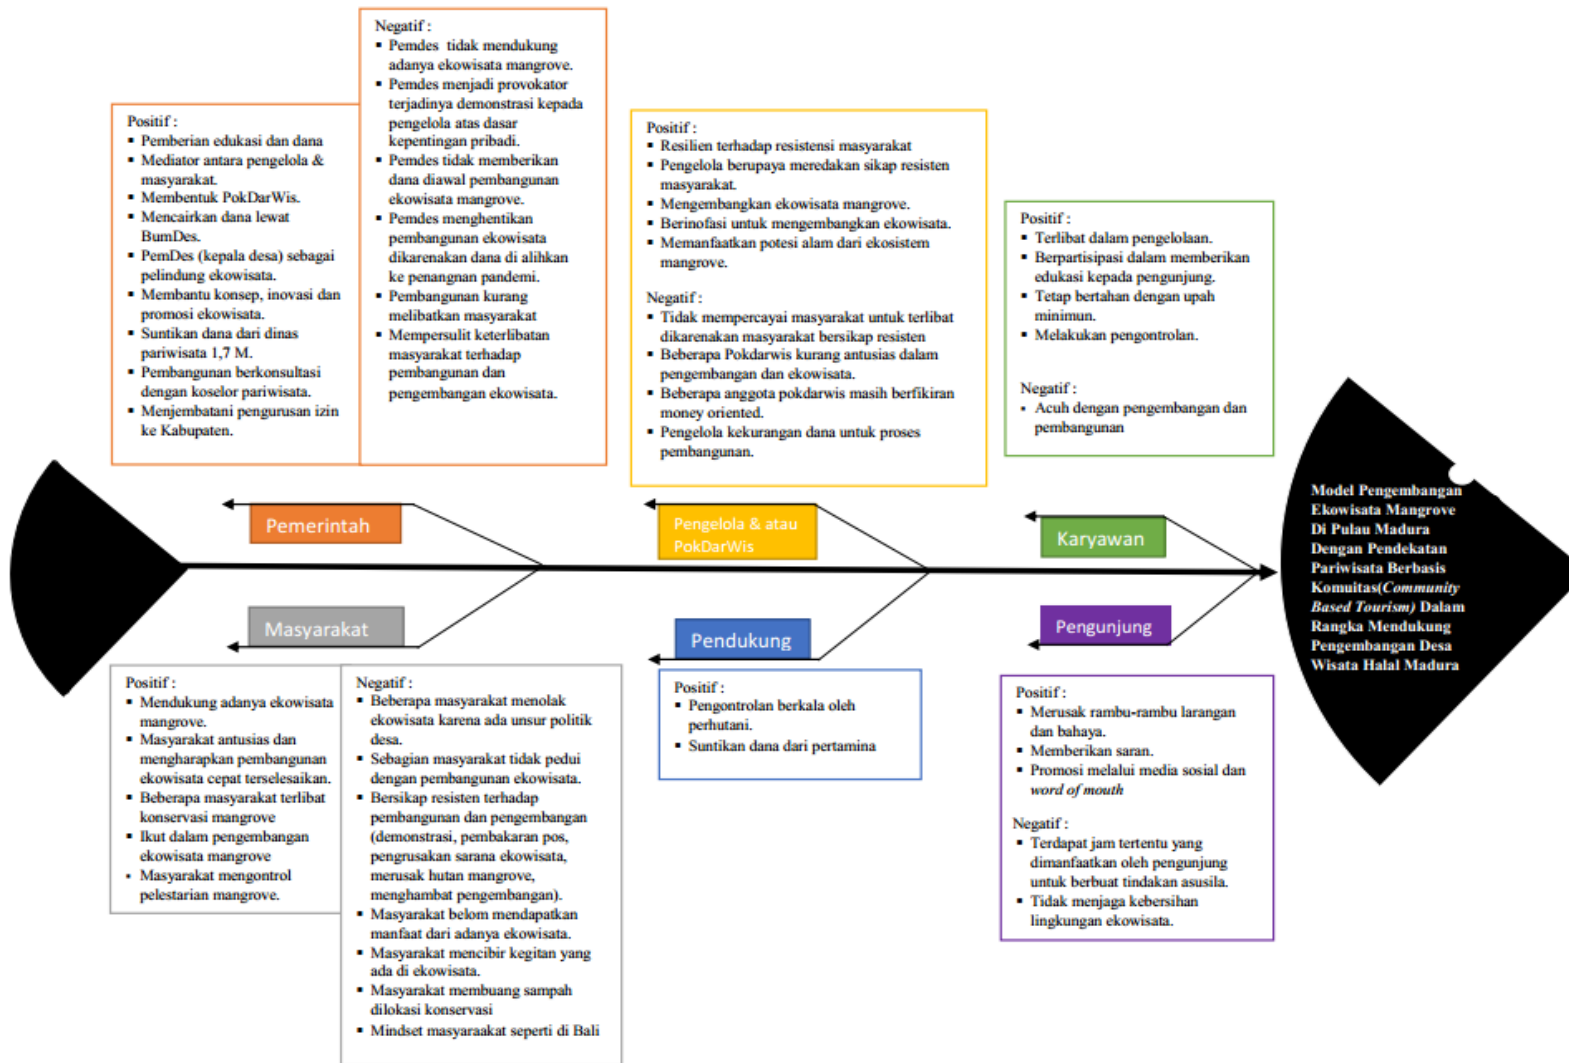 Positif :
▪ Pemberian edukasi dan dana
▪ Mediator antara pengelola &
masyarakat.
▪ Membentuk PokDarWis.
▪ Mencairkan dana lewat
BumDes.
▪ PemDes (kepala desa) sebagai
pelindung ekowisata.
▪ Membantu konsep, inovasi dan
promosi ekowisata.
▪ Suntikan dana dari dinas
pariwisata 1,7 M.
▪ Pembangunan berkonsultasi
dengan koselor pariwisata.
▪ Menjembatani pengurusan izin
ke Kabupaten.
Negatif :
▪ Pemdes tidak mendukung
adanya ekowisata mangrove.
▪ Pemdes menjadi provokator
terjadinya demonstrasi kepada
pengelola atas dasar
kepentingan pribadi.
▪ Pemdes tidak memberikan
dana diawal pembangunan
ekowisata mangrove.
▪ Pemdes menghentikan
pembangunan ekowisata
dikarenakan dana di alihkan
ke penangnan pandemi.
▪ Pembangunan kurang
melibatkan masyarakat
▪ Mempersulit keterlibatan
masyarakat terhadap
pembangunan dan
pengembangan ekowisata.
Positif :
▪ Resilien terhadap resistensi masyarakat
▪ Pengelola berupaya meredakan sikap resisten
masyarakat.
▪ Mengembangkan ekowisata mangrove.
▪ Berinofasi untuk mengembangkan ekowisata.
▪ Memanfaatkan potesi alam dari ekosistem
mangrove.
Negatif :
▪ Tidak mempercayai masyarakat untuk terlibat
dikarenakan masyarakat bersikap resisten
▪ Beberapa Pokdarwis kurang antusias dalam
pengembangan dan ekowisata.
▪ Beberapa anggota pokdarwis masih berfikiran
money oriented.
▪ Pengelola kekurangan dana untuk proses
pembangunan.
Positif :
▪ Terlibat dalam pengelolaan.
▪ Berpartisipasi dalam memberikan
edukasi kepada pengunjung.
▪ Tetap bertahan dengan upah
minimun.
▪ Melakukan pengontrolan.
Negatif :
▪ Acuh dengan pengembangan dan
pembangunan
Pemerintah
Pengelola & atau
PokDarWis
Karyawan
Masyarakat
Pendukung
Pengunjung
Model Pengembangan
Ekowisata Mangrove
Di Pulau Madura
Dengan Pendekatan
Pariwisata Berbasis
Komuitas(Community
Based Tourism) Dalam
Rangka Mendukung
Pengembangan Desa
Wisata Halal Madura
Positif :
▪ Mendukung adanya ekowisata
mangrove.
▪ Masyarakat antusias dan
mengharapkan pembangunan
ekowisata cepat terselesaikan.
▪ Beberapa masyarakat terlibat
konservasi mangrove
▪ Ikut dalam pengembangan
ekowisata mangrove
▪ Masyarakat mengontrol
pelestarian mangrove.
Negatif :
▪ Beberapa masyarakat menolak
ekowisata karena ada unsur politik
desa.
▪ Sebagian masyarakat tidak pedui
dengan pembangunan ekowisata.
▪ Bersikap resisten terhadap
pembangunan dan pengembangan
(demonstrasi, pembakaran pos,
pengrusakan sarana ekowisata,
merusak hutan mangrove,
menghambat pengembangan).
▪ Masyarakat belom mendapatkan
manfaat dari adanya ekowisata.
▪ Masyarakat mencibir kegitan yang
ada di ekowisata.
▪ Masyarakat membuang sampah
dilokasi konservasi
▪ Mindset masyaraakat seperti di Bali
Positif :
▪ Pengontrolan berkala oleh
perhutani.
▪ Suntikan dana dari pertamina
Positif :
▪ Merusak rambu-rambu larangan
dan bahaya.
▪ Memberikan saran.
▪ Promosi melalui media sosial dan
word of mouth
Negatif :
▪ Terdapat jam tertentu yang
dimanfaatkan oleh pengunjung
untuk berbuat tindakan asusila.
▪ Tidak menjaga kebersihan
lingkungan ekowisata.